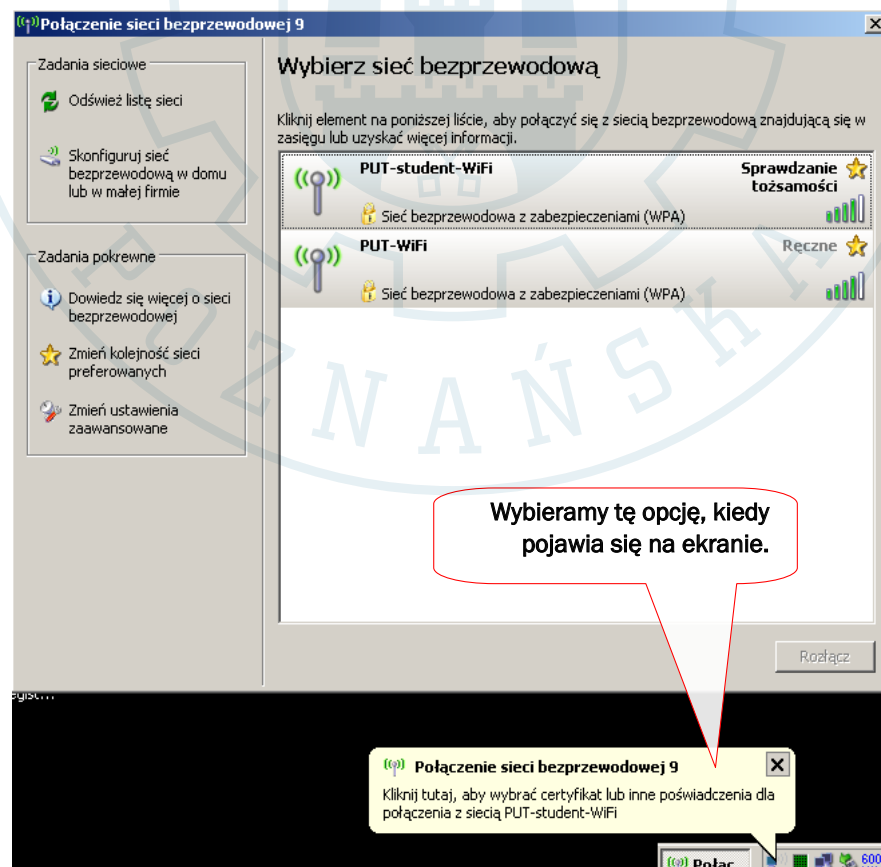 Połączenie sieci bezprzewodowej 9
Zadania sieciowe
Odśwież listę sieci
Skonfiguruj sieć
bezprzewodową w domu
lub w małej firmie
Zadania pokrewne
Dowiedz się więcej o sieci
bezprzewodowej
Zmień kolejność sieci
preferowanych
Zmień ustawienia
zaawansowane
Wybierz sieć bezprzewodową
Kliknij element na poniższej liście, aby połączyć się z siecią bezprzewodową znajdującą się w
zasięgu lub uzyskać więcej informacji.
PUT-student-WiFi
Sprawdzanie
tożsamości
Sieć bezprzewodowa z zabezpieczeniami (WPA)
PUT-WiFi
Ręczne
Sieć bezprzewodowa z zabezpieczeniami (WPA)
Wybieramy tę opcję, kiedy
pojawia się na ekranie.
Rozłącz
Połączenie sieci bezprzewodowej 9
Kliknij tutaj, aby wybrać certyfikat lub inne poświadczenia dla
połączenia z siecią PUT-student-WiFi
Połąc
600
POZNAŃSKA